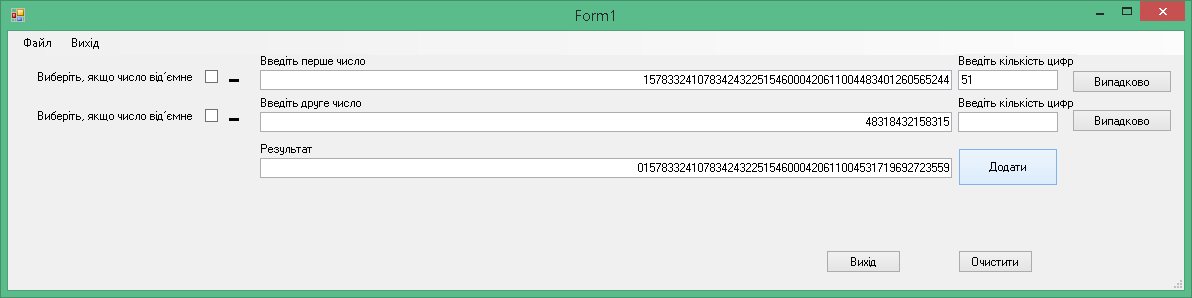 Form1
Файл Вихід
Виберіть, якщо число від´ємне
Введіть перше число
157833241078342432251546000420611004483401260565244
Введіть кількість цифр
51
Випадково
Виберіть, якщо число від´ємне
Введіть друге число
48318432158315
Введіть кількість цифр
Випадково
Результат
0157833241078342432251546000420611004531719692723559
Додати
Вихід
Очистити